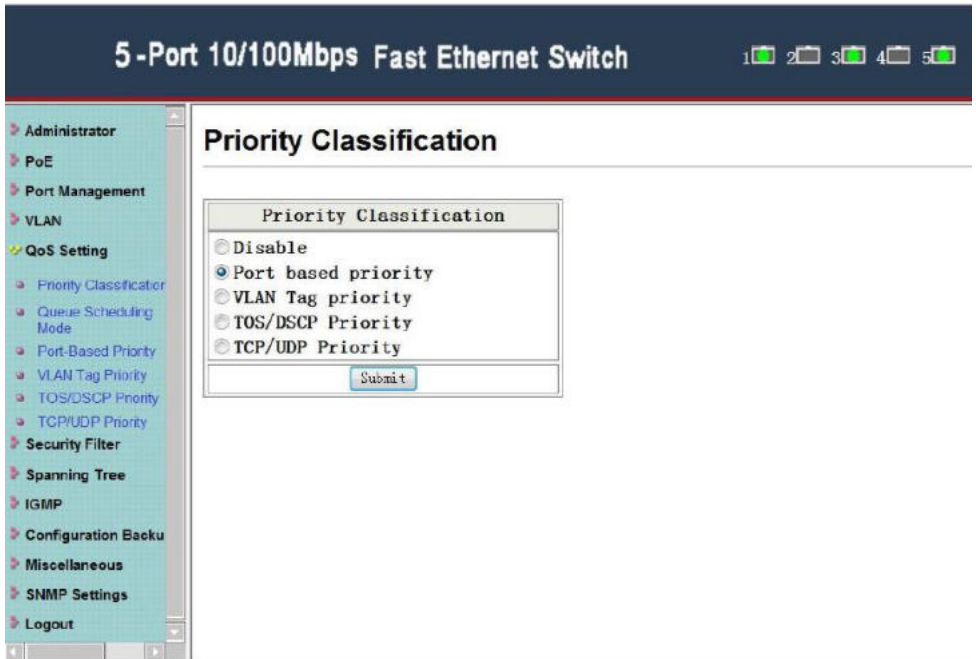 5-Port 10/100Mbps Fast Ethernet Switch
1 2 3 4 5
Administrator
PoE
Port Management
VLAN
QoS Setting
Priority Classification
Queue Scheduling
Mode
Port-Based Priority
VLAN Tag Priority
TOS/DSCP Priority
TCP/UDP Priority
Security Filter
Spanning Tree
IGMP
Configuration Backu
Miscellaneous
SNMP Settings
Logout
Priority Classification
Priority Classification
Disable
Port based priority
VLAN Tag priority
TOS/DSCP Priority
TCP/UDP Priority
Submit